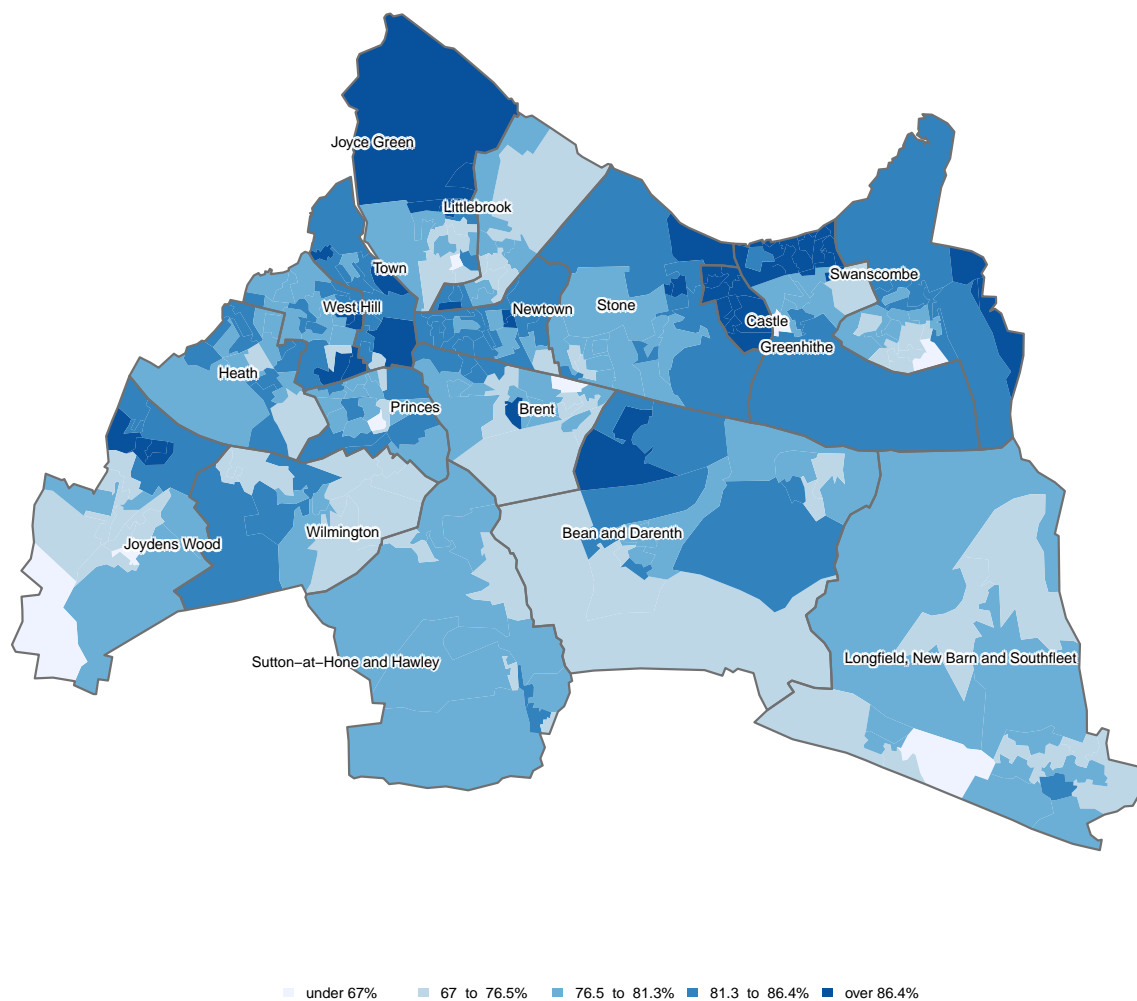 Joyce Green
Littlebrook
Town
Swanscombe
West Hill
Newtown
Stone
Castle
Greenhithe
Heath
Princes
Brent
Wilmington
Bean and Darenth
Joydens Wood
Sutton−at−Hone and Hawley
Longfield, New Barn and Southfleet
under 67% 67 to 76.5% 76.5 to 81.3% 81.3 to 86.4% over 86.4%